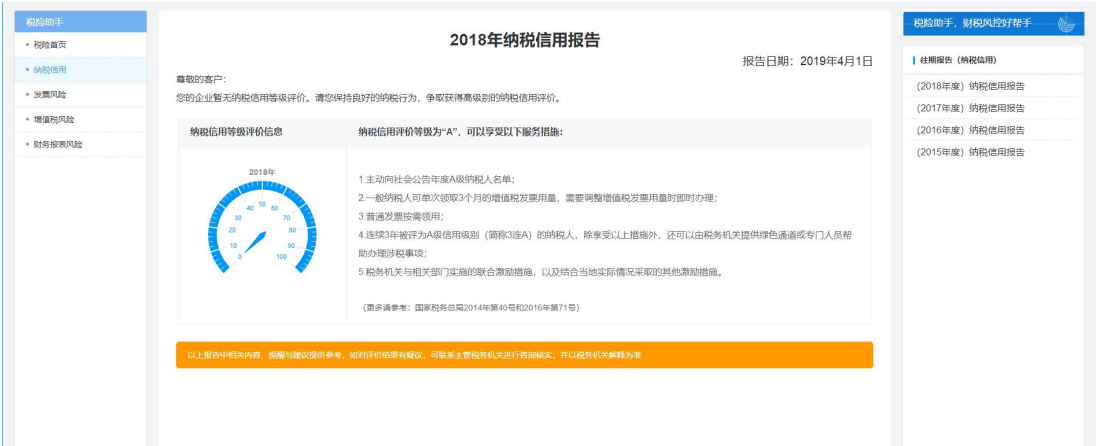 税险助手
• 税险首页
• 纳税信用
• 发票风险
• 增值税风险
• 财务报表风险
2018年纳税信用报告
报告日期：2019年4月1日
尊敬的客户：
您的企业暂无纳税信用等级评价。请您保持良好的纳税行为，争取获得高级别的纳税信用评价。
纳税信用等级评价信息
纳税信用评价等级为“A”，可以享受以下服务措施：
2018年
0
10
20
30
40
50
60
70
80
90
100
1.主动向社会公告年度A级纳税人名单；
2.一般纳税人可单次领取3个月的增值税发票用量，需要调整增值税发票用量时即时办理；
3.普通发票按需领用；
4.连续3年被评为A级信用级别（简称3连A）的纳税人，除享受以上措施外，还可以由税务机关提供绿色通道或专门人员帮
助办理涉税事项；
5.税务机关与相关部门实施的联合激励措施，以及结合当地实际情况采取的其他激励措施。
（更多请参考：国家税务总局2014年第40号和2016年第71号）
以上报告中相关内容、提醒与建议提供参考，如对评价结果有疑议，可联系主管税务机关进行咨询核实，并以税务机关解释为准
税险助手，财税风控好帮手
往期报告（纳税信用）
(2018年度）纳税信用报告
(2017年度）纳税信用报告
(2016年度）纳税信用报告
(2015年度）纳税信用报告